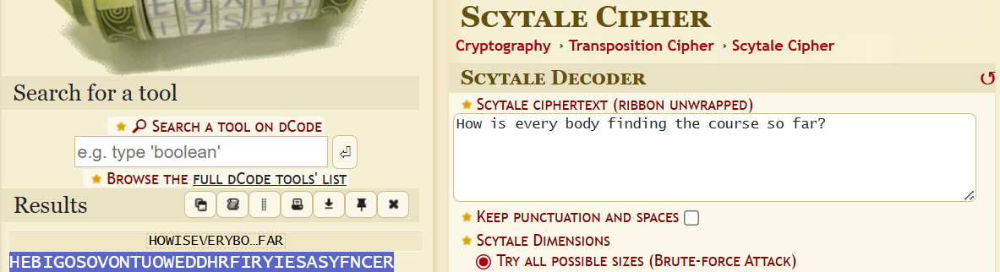 Search for a tool
SEARCH A TOOL ON DCODE
e.g. type 'boolean'
BROWSE THE FULL DCODE TOOLS' LIST
Results
HOWISEVERYBO…FAR
HEBIGOSOVONTUOWEDDHRFIRYIESASYFNCER
SCYTALE CIPHER
Cryptography › Transposition Cipher › Scytale Cipher
SCYTALE DECODER
SCYTALE CIPHERTEXT (RIBBON UNWRAPPED)
How is every body finding the course so far?
KEEP PUNCTUATION AND SPACES
SCYTALE DIMENSIONS
TRY ALL POSSIBLE SIZES (BRUTE-FORCE ATTACK)